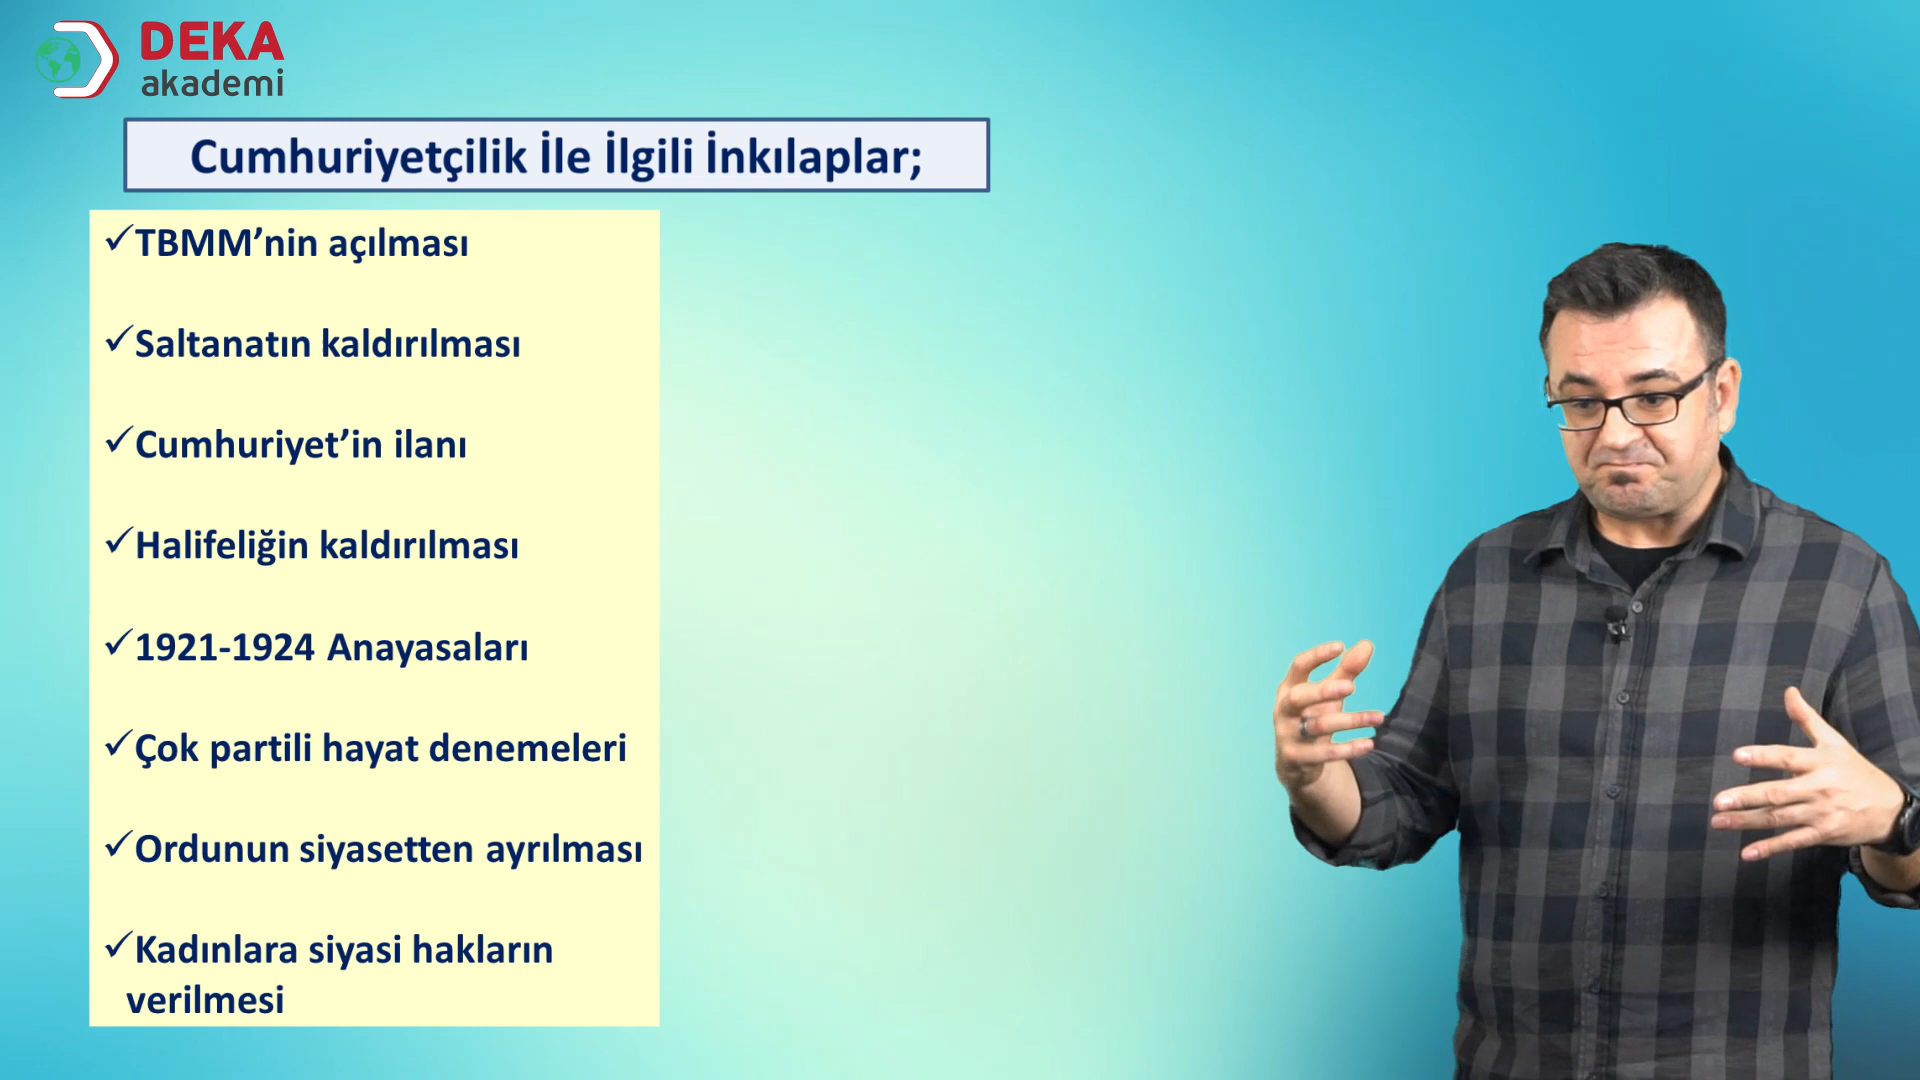 DEKA
akademi
Cumhuriyetçilik İle İlgili İnkılaplar;
✓TBMM’nin açılması
✓Saltanatın kaldırılması
✓Cumhuriyet’in ilanı
✓Halifeliğin kaldırılması
✓1921-1924 Anayasaları
✓Çok partili hayat denemeleri
✓Ordunun siyasetten ayrılması
✓Kadınlara siyasi hakların
verilmesi